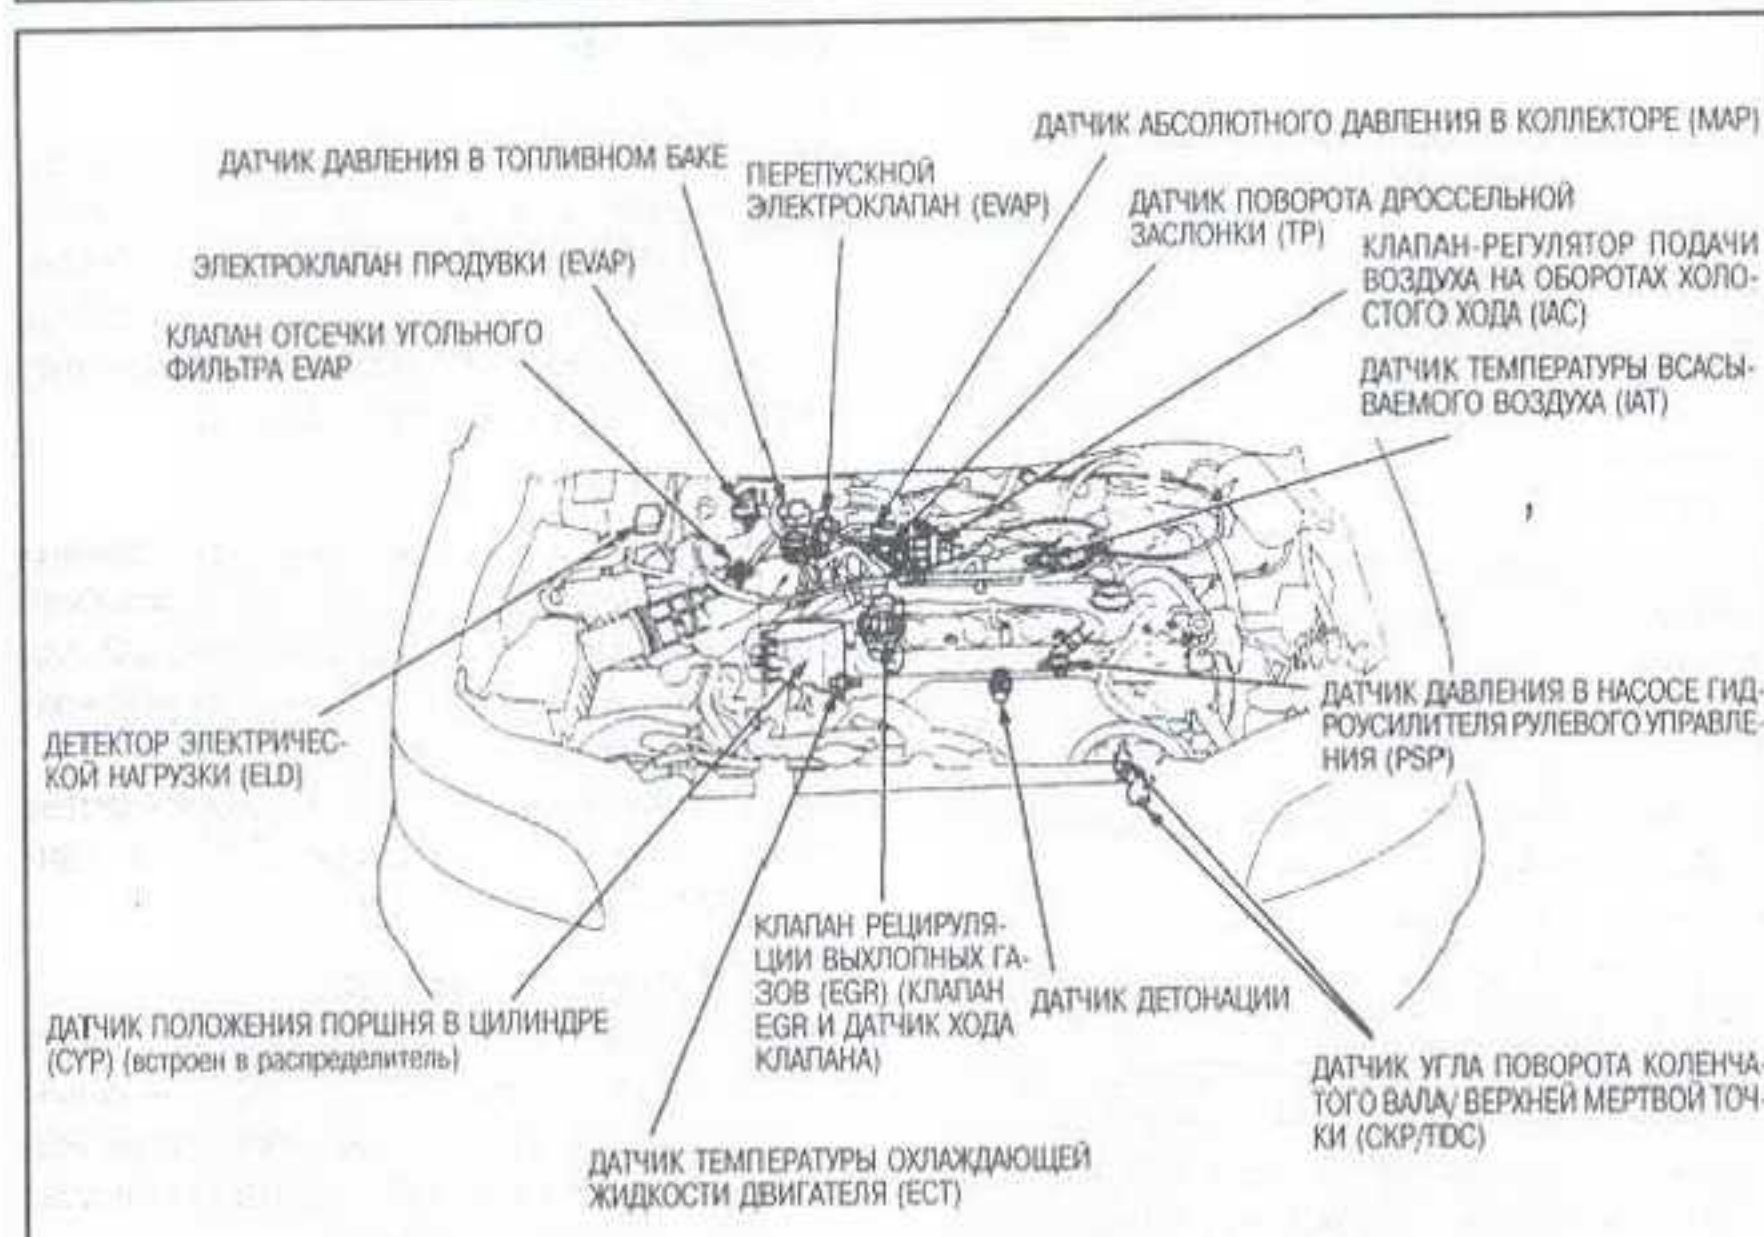 ДАТЧИК АБСОЛЮТНОГО ДАВЛЕНИЯ В КОЛЛЕКТОРЕ (MAP)
ДАТЧИК ДАВЛЕНИЯ В ТОПЛИВНОМ БАКЕ
ПЕРЕПУСКНОЙ
ЭЛЕКТРОКЛАПАН (EVAP)
ДАТЧИК ПОВОРОТА ДРОССЕЛЬНОЙ
ЗАСЛОНКИ (TP)
ЭЛЕКТРОКЛАПАН ПРОДУВКИ (EVAP)
КЛАПАН-РЕГУЛЯТОР ПОДАЧИ
ВОЗДУХА НА ОБОРОТАХ ХОЛО-
СТОГО ХОДА (IAC)
КЛАПАН ОТСЕЧКИ УГОЛЬНОГО
ФИЛЬТРА EVAP
ДАТЧИК ТЕМПЕРАТУРЫ ВСАСЫ-
ВАЕМОГО ВОЗДУХА (IAT)
ДЕТЕКТОР ЭЛЕКТРИЧЕС-
КОЙ НАГРУЗКИ (ELD)
ДАТЧИК ДАВЛЕНИЯ В НАСОСЕ ГИД-
РОУСИЛИТЕЛЯ РУЛЕВОГО УПРАВЛЕ-
НИЯ (PSP)
КЛАПАН РЕЦИРУЛЯ-
ЦИИ ВЫХЛОПНЫХ ГА-
ЗОВ (EGR) (КЛАПАН
EGR И ДАТЧИК ХОДА
КЛАПАНА)
ДАТЧИК ДЕТОНАЦИИ
ДАТЧИК ПОЛОЖЕНИЯ ПОРШНЯ В ЦИЛИНДРЕ
(CYP) (встроен в распределитель)
ДАТЧИК УГЛА ПОВОРОТА КОЛЕНЧА-
ТОГО ВАЛА/ ВЕРХНЕЙ МЕРТВОЙ ТОЧ-
КИ (CKP/TDC)
ДАТЧИК ТЕМПЕРАТУРЫ ОХЛАЖДАЮЩЕЙ
ЖИДКОСТИ ДВИГАТЕЛЯ (ECT)